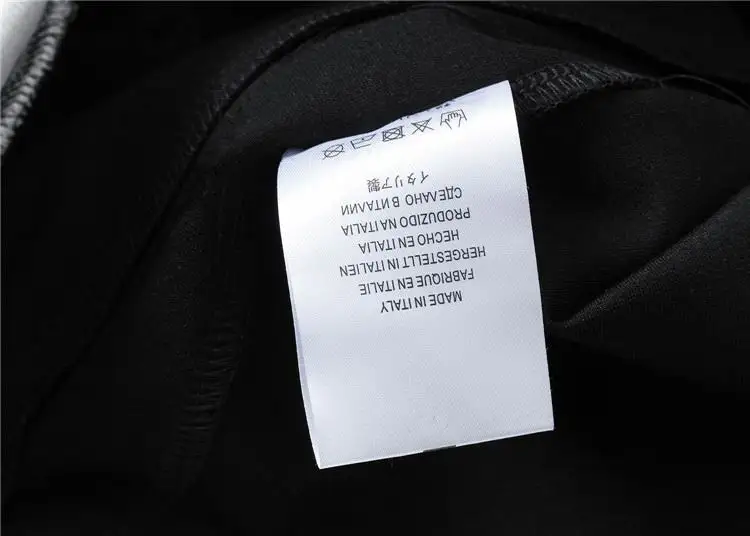 MADE IN ITALY
FABRIQUE EN ITALIE
HERGESTELLT IN ITALIEN
HECHO EN ITALIA
PRODUZIDO NA ITALIA
СДЕЛАНО В ИТАЛИИ
イタリア製